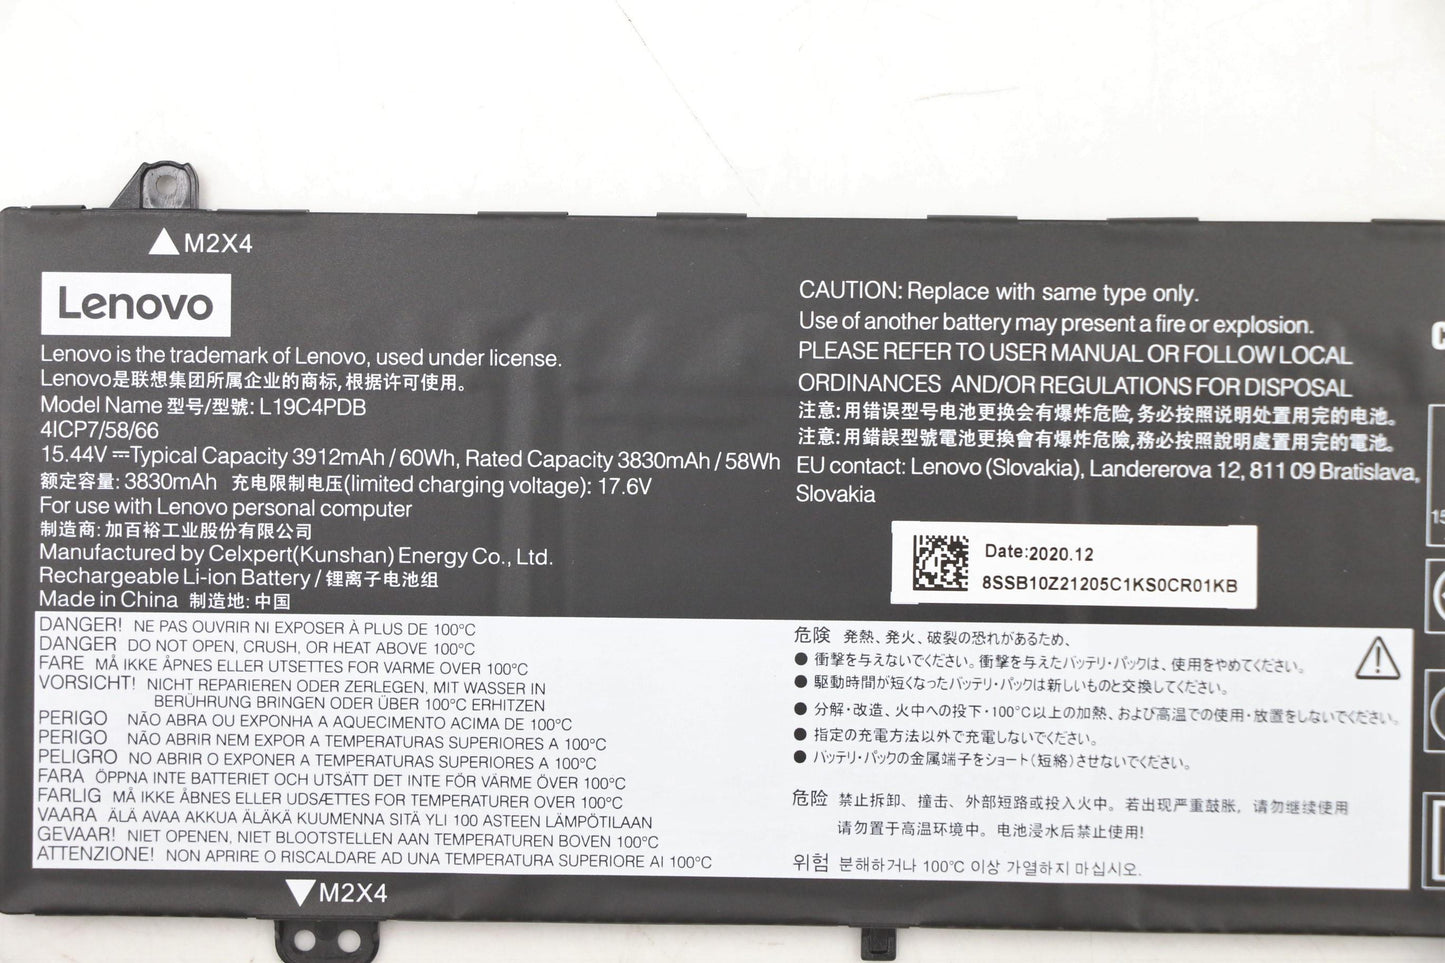 M2X4
Lenovo
Lenovo is the trademark of Lenovo, used under license.
Lenovo是联想集团所属企业的商标,根据许可使用。
Model Name 型号/型號: L19C4PDB
4ICP7/58/66
15.44V ⎓Typical Capacity 3912mAh / 60Wh, Rated Capacity 3830mAh / 58Wh
额定容量: 3830mAh 充电限制电压(limited charging voltage): 17.6V
For use with Lenovo personal computer
制造商: 加百裕工业股份有限公司
Manufactured by Celxpert(Kunshan) Energy Co., Ltd.
Rechargeable Li-ion Battery / 锂离子电池组
Made in China 制造地: 中国
CAUTION: Replace with same type only.
Use of another battery may present a fire or explosion.
PLEASE REFER TO USER MANUAL OR FOLLOW LOCAL
ORDINANCES AND/OR REGULATIONS FOR DISPOSAL
注意: 用错误型号电池更换会有爆炸危险, 务必按照说明处置用完的电池。
注意: 用錯誤型號電池更換會有爆炸危險, 務必按照說明處置用完的電池。
EU contact: Lenovo (Slovakia), Landererova 12, 811 09 Bratislava,
Slovakia
Date:2020.12
8SSB10Z21205C1KS0CR01KB
DANGER! NE PAS OUVRIR NI EXPOSER À PLUS DE 100°C
DANGER DO NOT OPEN, CRUSH, OR HEAT ABOVE 100°C
FARE MÅ IKKE ÅPNES ELLER UTSETTES FOR VARME OVER 100°C
VORSICHT! NICHT REPARIEREN ODER ZERLEGEN, MIT WASSER IN
BERÜHRUNG BRINGEN ODER ÜBER 100°C ERHITZEN
PERIGO NÃO ABRA OU EXPONHA A AQUECIMENTO ACIMA DE 100°C
PERIGO NÃO ABRIR NEM EXPOR A TEMPERATURAS SUPERIORES A 100°C
PELIGRO NO ABRIR O EXPONER A TEMPERATURAS SUPERIORES A 100°C
FARA ÖPPNA INTE BATTERIET OCH UTSÄTT DET INTE FÖR VÄRME ÖVER 100°C
FARLIG MÅ IKKE ÅBNES ELLER UDSÆTTES FOR TEMPERATURER OVER 100°C
VAARA ÄLÄ AVAA AKKUA ÄLÄKÄ KUUMENNA SITÄ YLI 100 ASTEEN LÄMPÖTILAAN
GEVAAR! NIET OPENEN, NIET BLOOTSTELLEN AAN TEMPERATUREN BOVEN 100°C
ATTENZIONE! NON APRIRE O RISCALDARE AD UNA TEMPERATURA SUPERIORE AI 100°C
危険 発熱、発火、破裂の恐れがあるため、
● 衝撃を与えないでください。衝撃を与えたバッテリ・パックは、使用をやめてください。
● 駆動時間が短くなったバッテリ・パックは新しいものと交換してください。
● 分解・改造、火中への投下・100°C以上の加熱、および高温での使用・放置をしないでください。
● 指定の充電方法以外で充電しないでください。
● バッテリ・パックの金属端子をショート(短絡)させないでください。
危险 禁止拆卸、撞击、外部短路或投入火中。若出现严重鼓胀，请勿继续使用
请勿置于高温环境中。电池浸水后禁止使用!
위험 분해하거나 100°C 이상 가열하지 마십시오.
M2X4